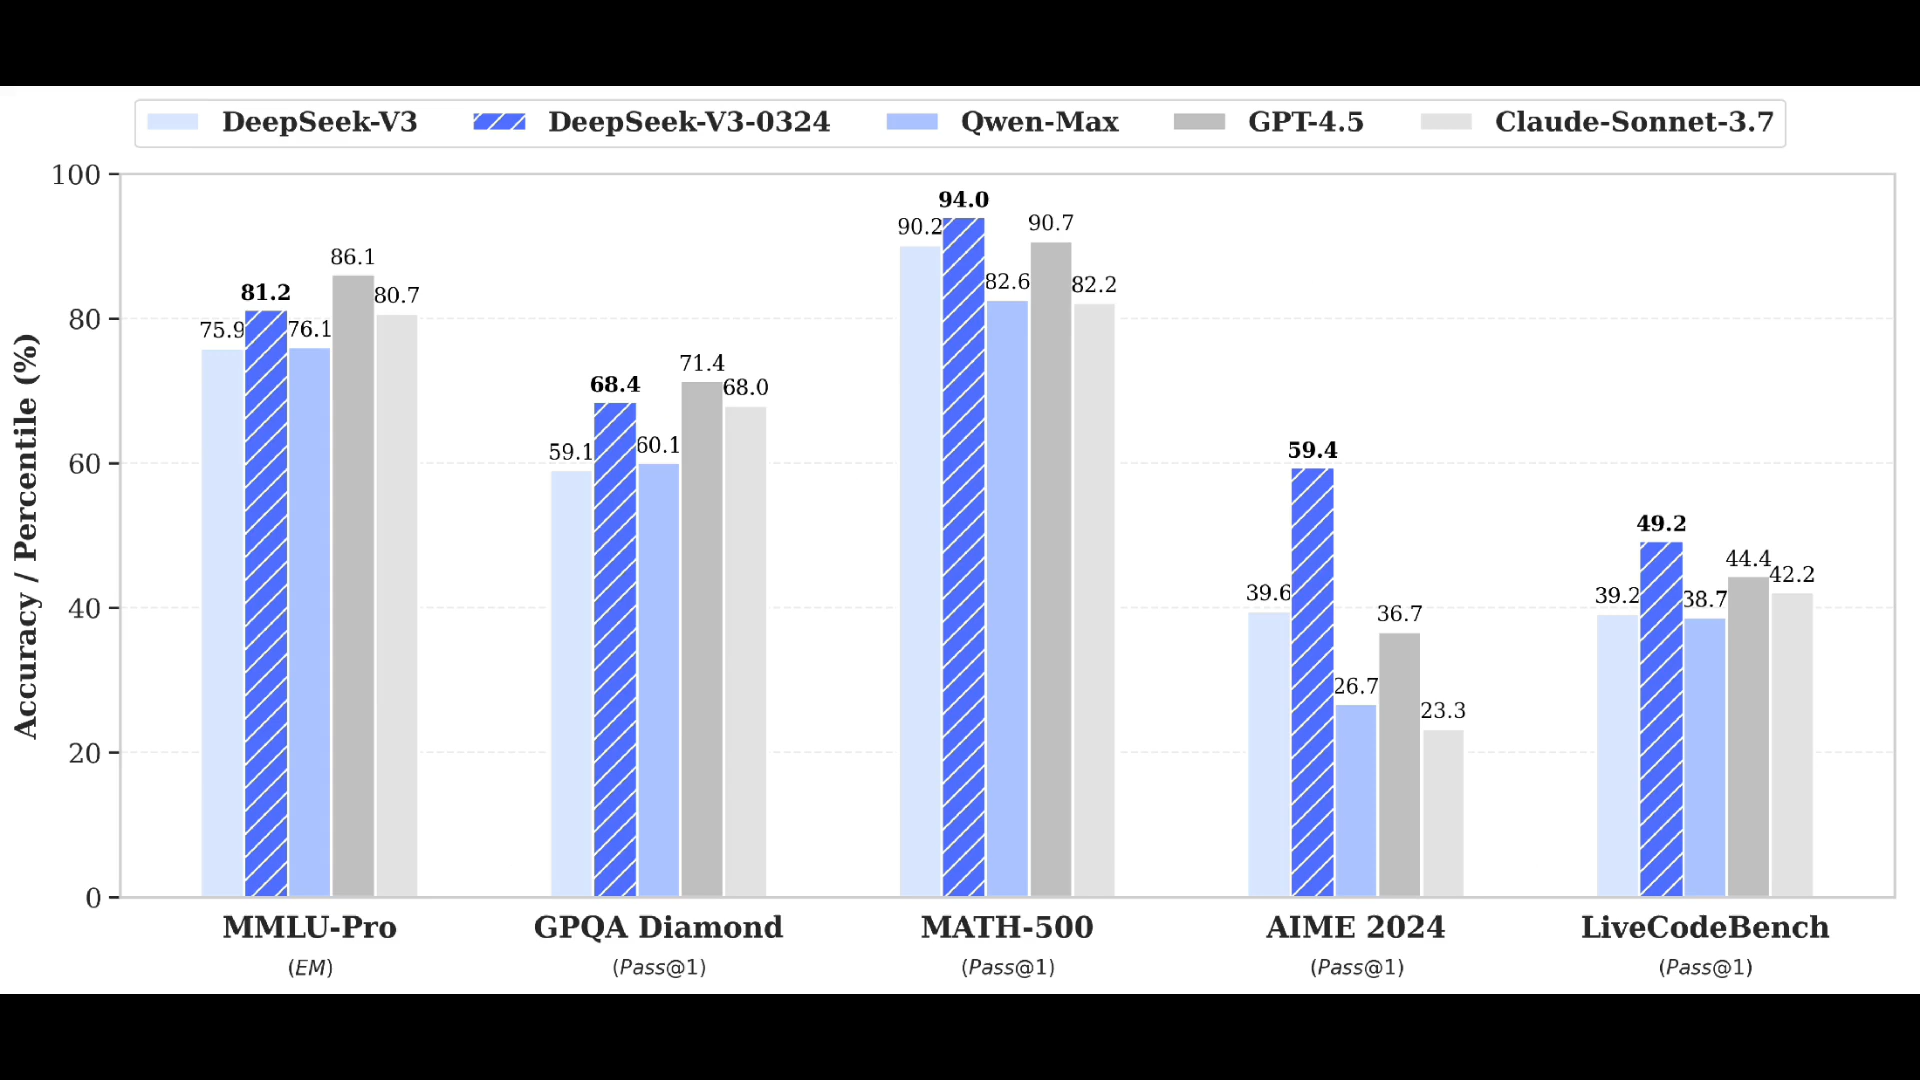 DeepSeek-V3 DeepSeek-V3-0324 Qwen-Max GPT-4.5 Claude-Sonnet-3.7
Accuracy / Percentile (%)
100
80
60
40
20
0
75.9 81.2 76.1 86.1 80.7
59.1 68.4 60.1 71.4 68.0
90.2 94.0 82.6 90.7 82.2
39.6 59.4 26.7 36.7 23.3
39.2 49.2 38.7 44.4 42.2
MMLU-Pro GPQA Diamond MATH-500 AIME 2024 LiveCodeBench
(EM) (Pass@1) (Pass@1) (Pass@1) (Pass@1)